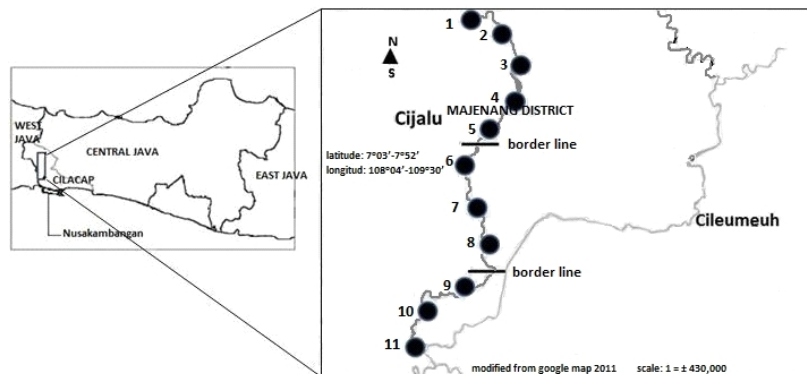 WEST
JAVA
CENTRAL JAVA
CILACAP
EAST JAVA
Nusakambangan
1
2
N
S
3
4
Cijalu
MAJENANG DISTRICT
5
border line
latitude: 7°03'-7°52'
longitud: 108°04'-109°30'
6
7
Cileumeuh
8
border line
9
10
11
modified from google map 2011
scale: 1 = ± 430,000